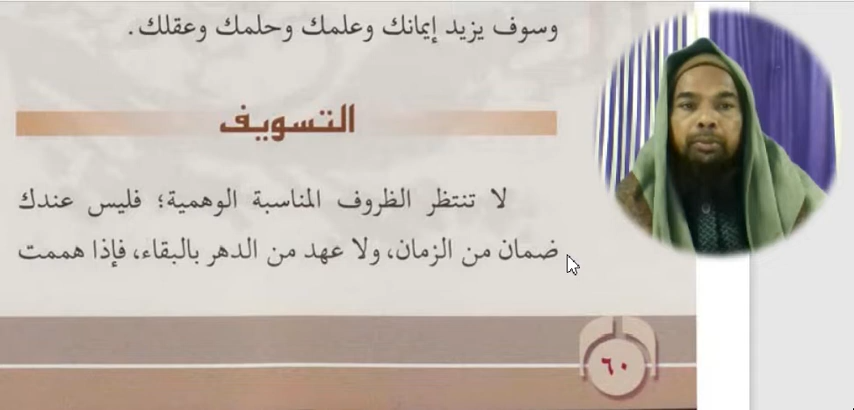 وسوف يزيد إيمانك وعلمك وحلمك وعقلك.
التسويف
لا تنتظر الظروف المناسبة الوهمية؛ فليس عندك
ضمان من الزمان، ولا عهد من الدهر بالبقاء، فإذا هممت
٦٠